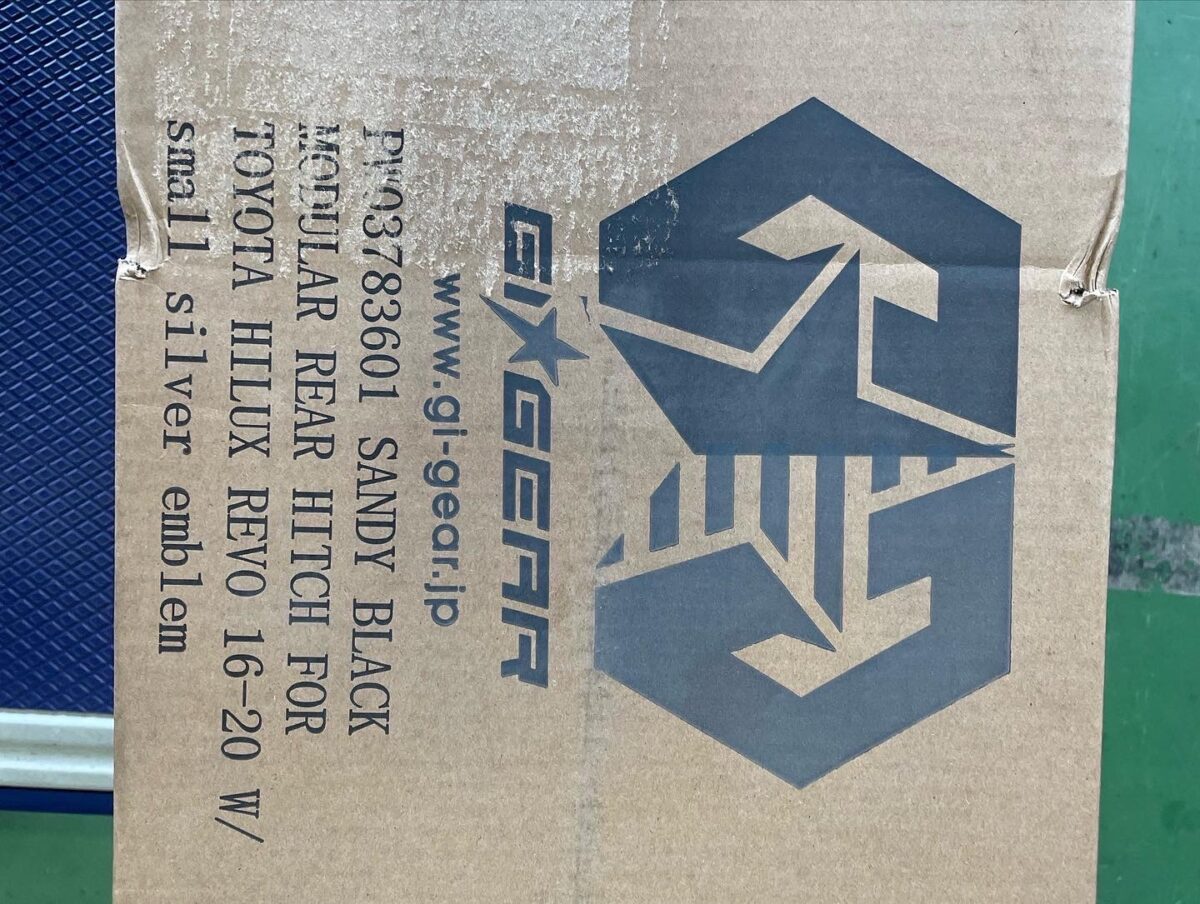 GI★GEAR
www.gi-gear.jp
PW03783601 SANDY BLACK
MODULAR REAR HITCH FOR
TOYOTA HILUX REVO 16-20 W/
small silver emblem